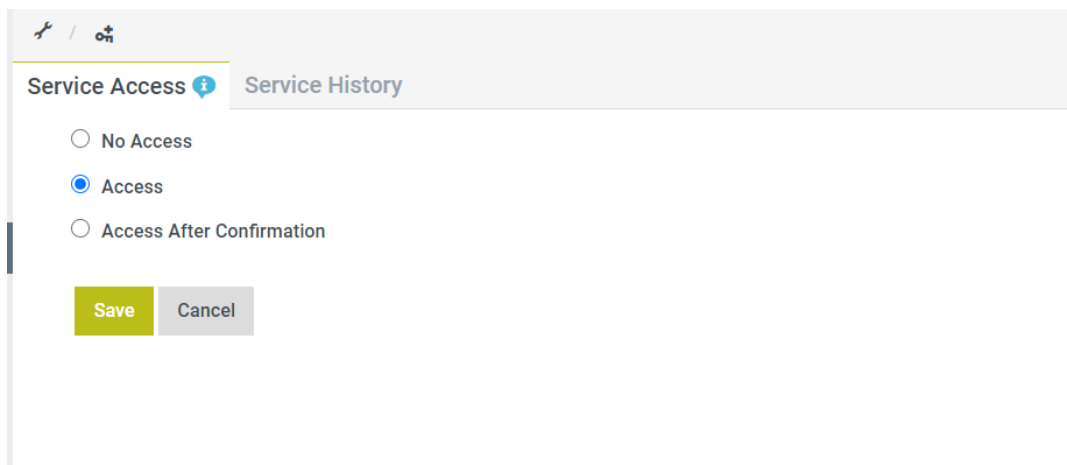 Service Access Service History
No Access
Access
Access After Confirmation
Save Cancel